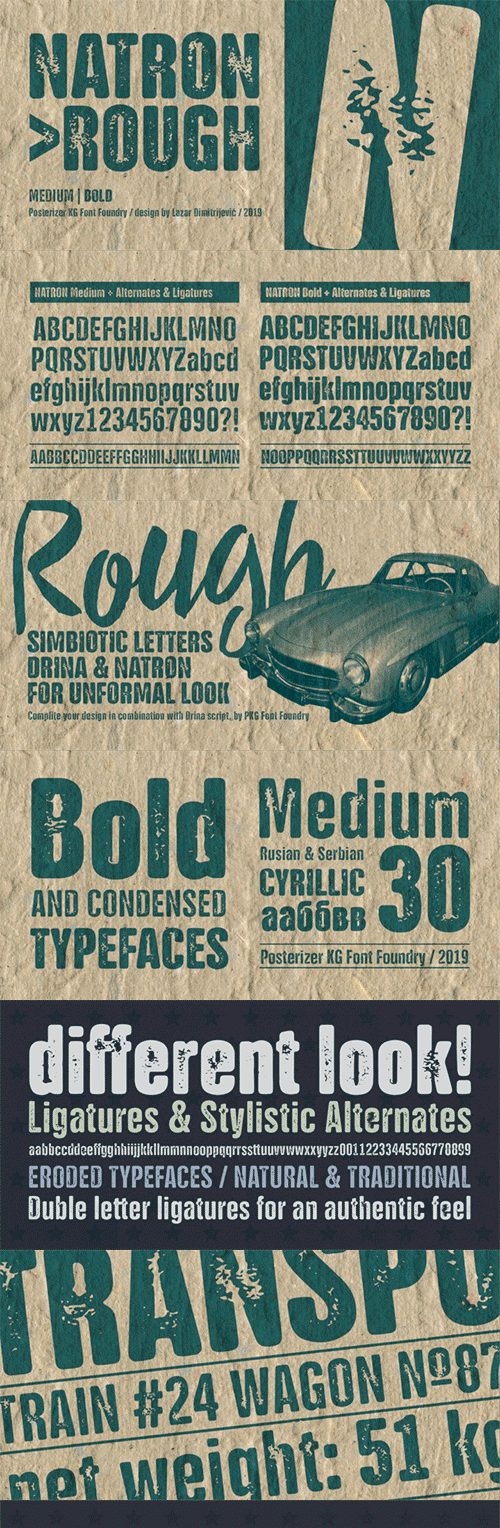 NATRON
>ROUGH
MEDIUM | BOLD
Posterizer KG Font Foundry / design by Lazar Dimitrijević / 2019
N
NATRON Medium + Alternates & Ligatures
ABCDEFGHIJKLMNO
PQRSTUVWXYZabcd
efghijklmnopqrstuv
wxyz1234567890?!
AABBCCDDEEFFGGHHIIJJKKLLMMNN
NATRON Bold + Alternates & Ligatures
ABCDEFGHIJKLMNO
PQRSTUVWXYZabcd
efghijklmnopqrstuv
wxyz1234567890?!
NOOPPQQRRSSTTUUVVWWXXYYZZ
Rough
SIMBIOTIC LETTERS
DRINA & NATRON
FOR UNFORMAL LOOK
Complite your design in combination with Drina script, by PKG Font Foundry
Bold
AND CONDENSED
TYPEFACES
Medium
Rusian & Serbian
CYRILLIC
ааббвв
30
Posterizer KG Font Foundry / 2019
different look!
Ligatures & Stylistic Alternates
aabbccddeeffgghhiijjkkllmmnnooppqqrrssttuuvvwwxxyyzz00112233445566778899
ERODED TYPEFACES / NATURAL & TRADITIONAL
Duble letter ligatures for an authentic feel
TRANSPO
TRAIN #24 WAGON №87
net weight: 51 kg